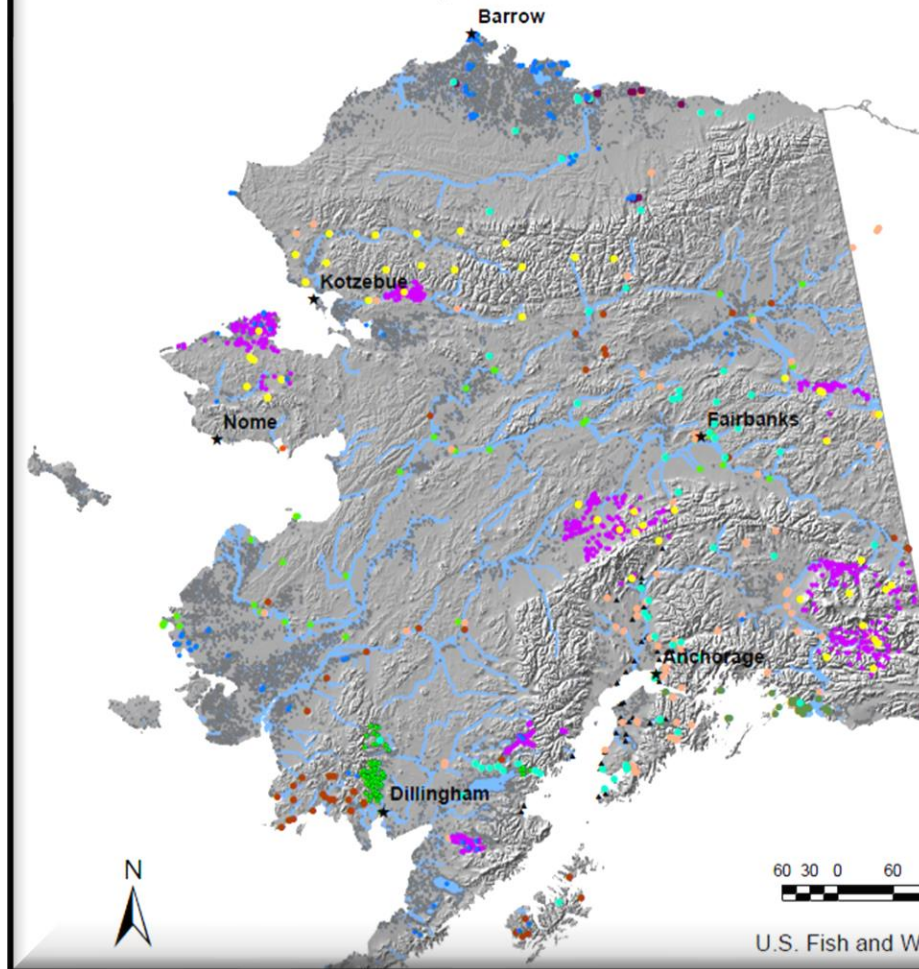 Barrow
Kotzebue
Nome
Fairbanks
Anchorage
Dillingham
N
60 30 0 60
U.S. Fish and W